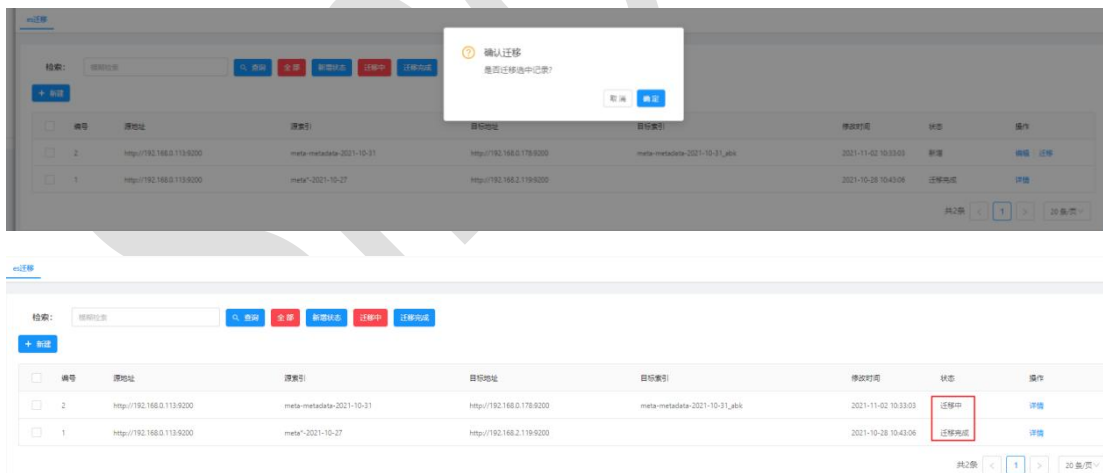 es迁移
确认迁移
是否迁移选中记录?
取消 确定
检索： 模糊检索 查询 全部 新增状态 迁移中 迁移完成
+ 新建
编号 源地址 源索引 目标地址 目标索引 修改时间 状态 操作
2 http://192.168.0.113:9200 meta-metadata-2021-10-31 http://192.168.0.178:9200 meta-metadata-2021-10-31_abk 2021-11-02 10:33:03 新增 编辑 迁移
1 http://192.168.0.113:9200 meta*-2021-10-27 http://192.168.2.119:9200 2021-10-28 10:43:06 迁移完成 详情
共2条 < 1 > 20 条/页
es迁移
检索： 模糊检索 查询 全部 新增状态 迁移中 迁移完成
+ 新建
编号 源地址 源索引 目标地址 目标索引 修改时间 状态 操作
2 http://192.168.0.113:9200 meta-metadata-2021-10-31 http://192.168.0.178:9200 meta-metadata-2021-10-31_abk 2021-11-02 10:33:03 迁移中 详情
1 http://192.168.0.113:9200 meta*-2021-10-27 http://192.168.2.119:9200 2021-10-28 10:43:06 迁移完成 详情
共2条 < 1 > 20 条/页